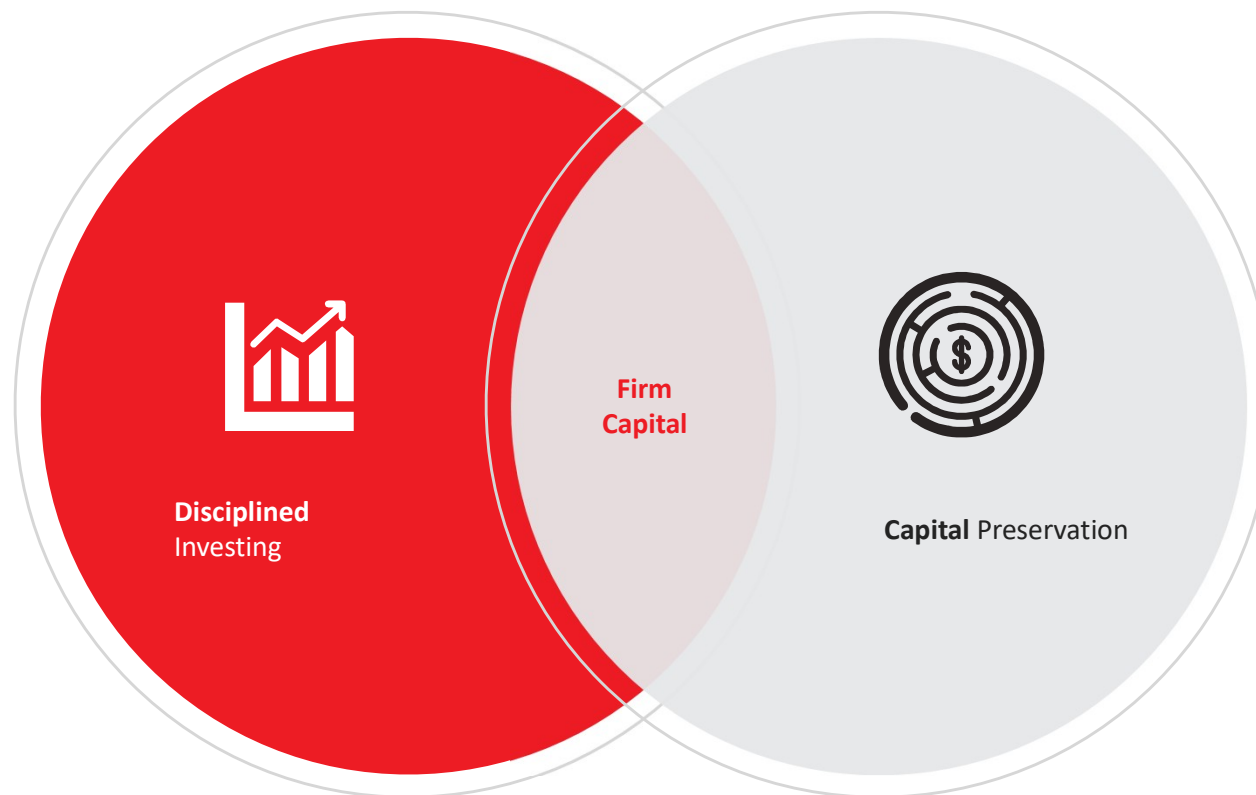 Disciplined
Investing
Firm
Capital
$
Capital Preservation